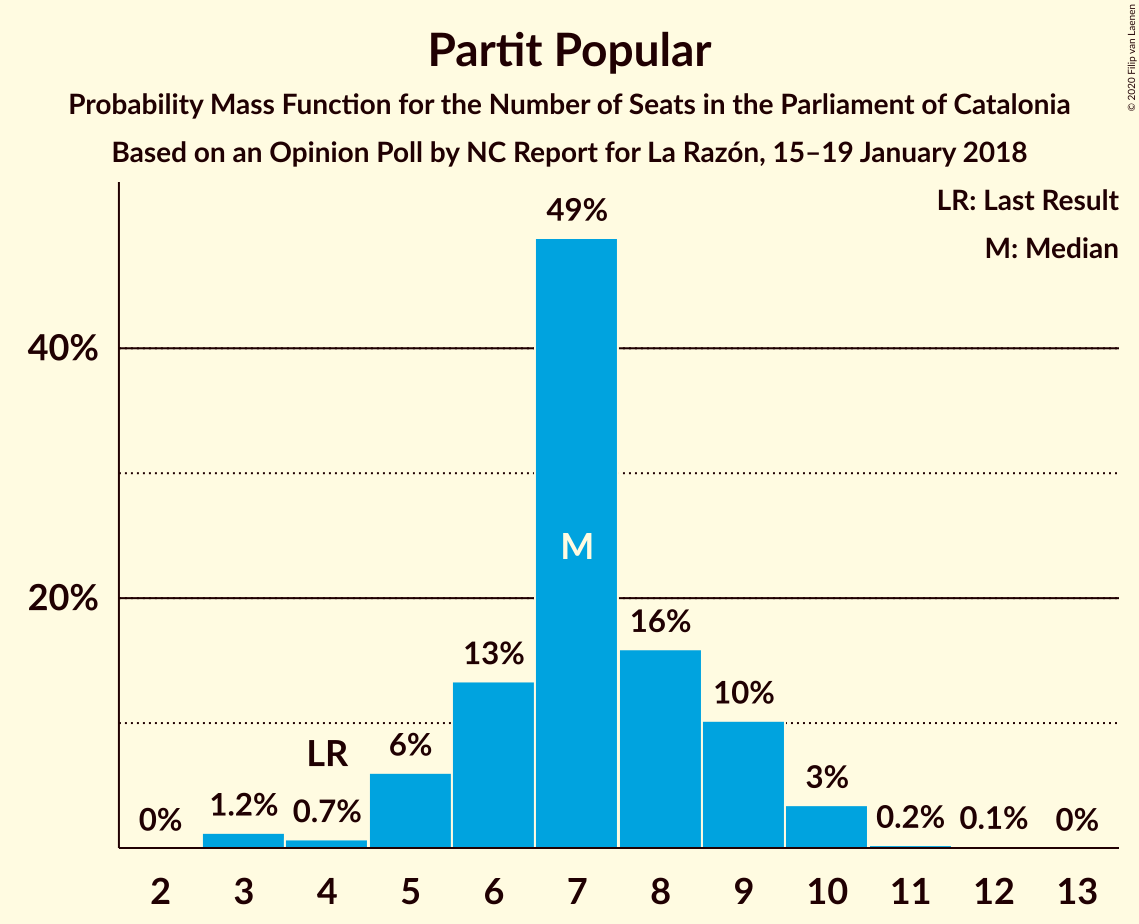 Partit Popular
Probability Mass Function for the Number of Seats in the Parliament of Catalonia
Based on an Opinion Poll by NC Report for La Razón, 15–19 January 2018
© 2020 Filip van Laenen
LR: Last Result
M: Median
49%
40%
M
20%
16%
13%
10%
6%
LR
3%
0% 1.2% 0.7% 0.2% 0.1% 0%
2 3 4 5 6 7 8 9 10 11 12 13